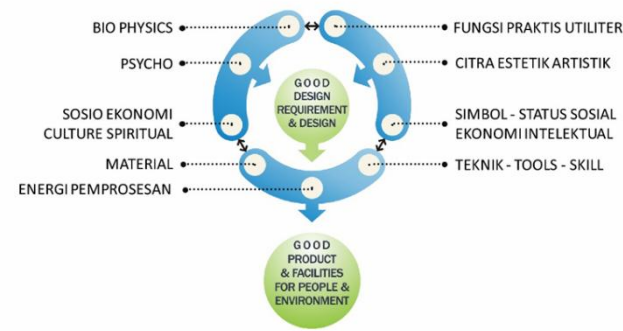 BIO PHYSICS
PSYCHO
SOSIO EKONOMI
CULTURE SPIRITUAL
MATERIAL
ENERGI PEMPROSESAN
GOOD
DESIGN
REQUIREMENT
& DESIGN
FUNGSI PRAKTIS UTILITER
CITRA ESTETIK ARTISTIK
SIMBOL - STATUS SOSIAL
EKONOMI INTELEKTUAL
TEKNIK - TOOLS - SKILL
GOOD
PRODUCT
& FACILITIES
FOR PEOPLE &
ENVIRONMENT